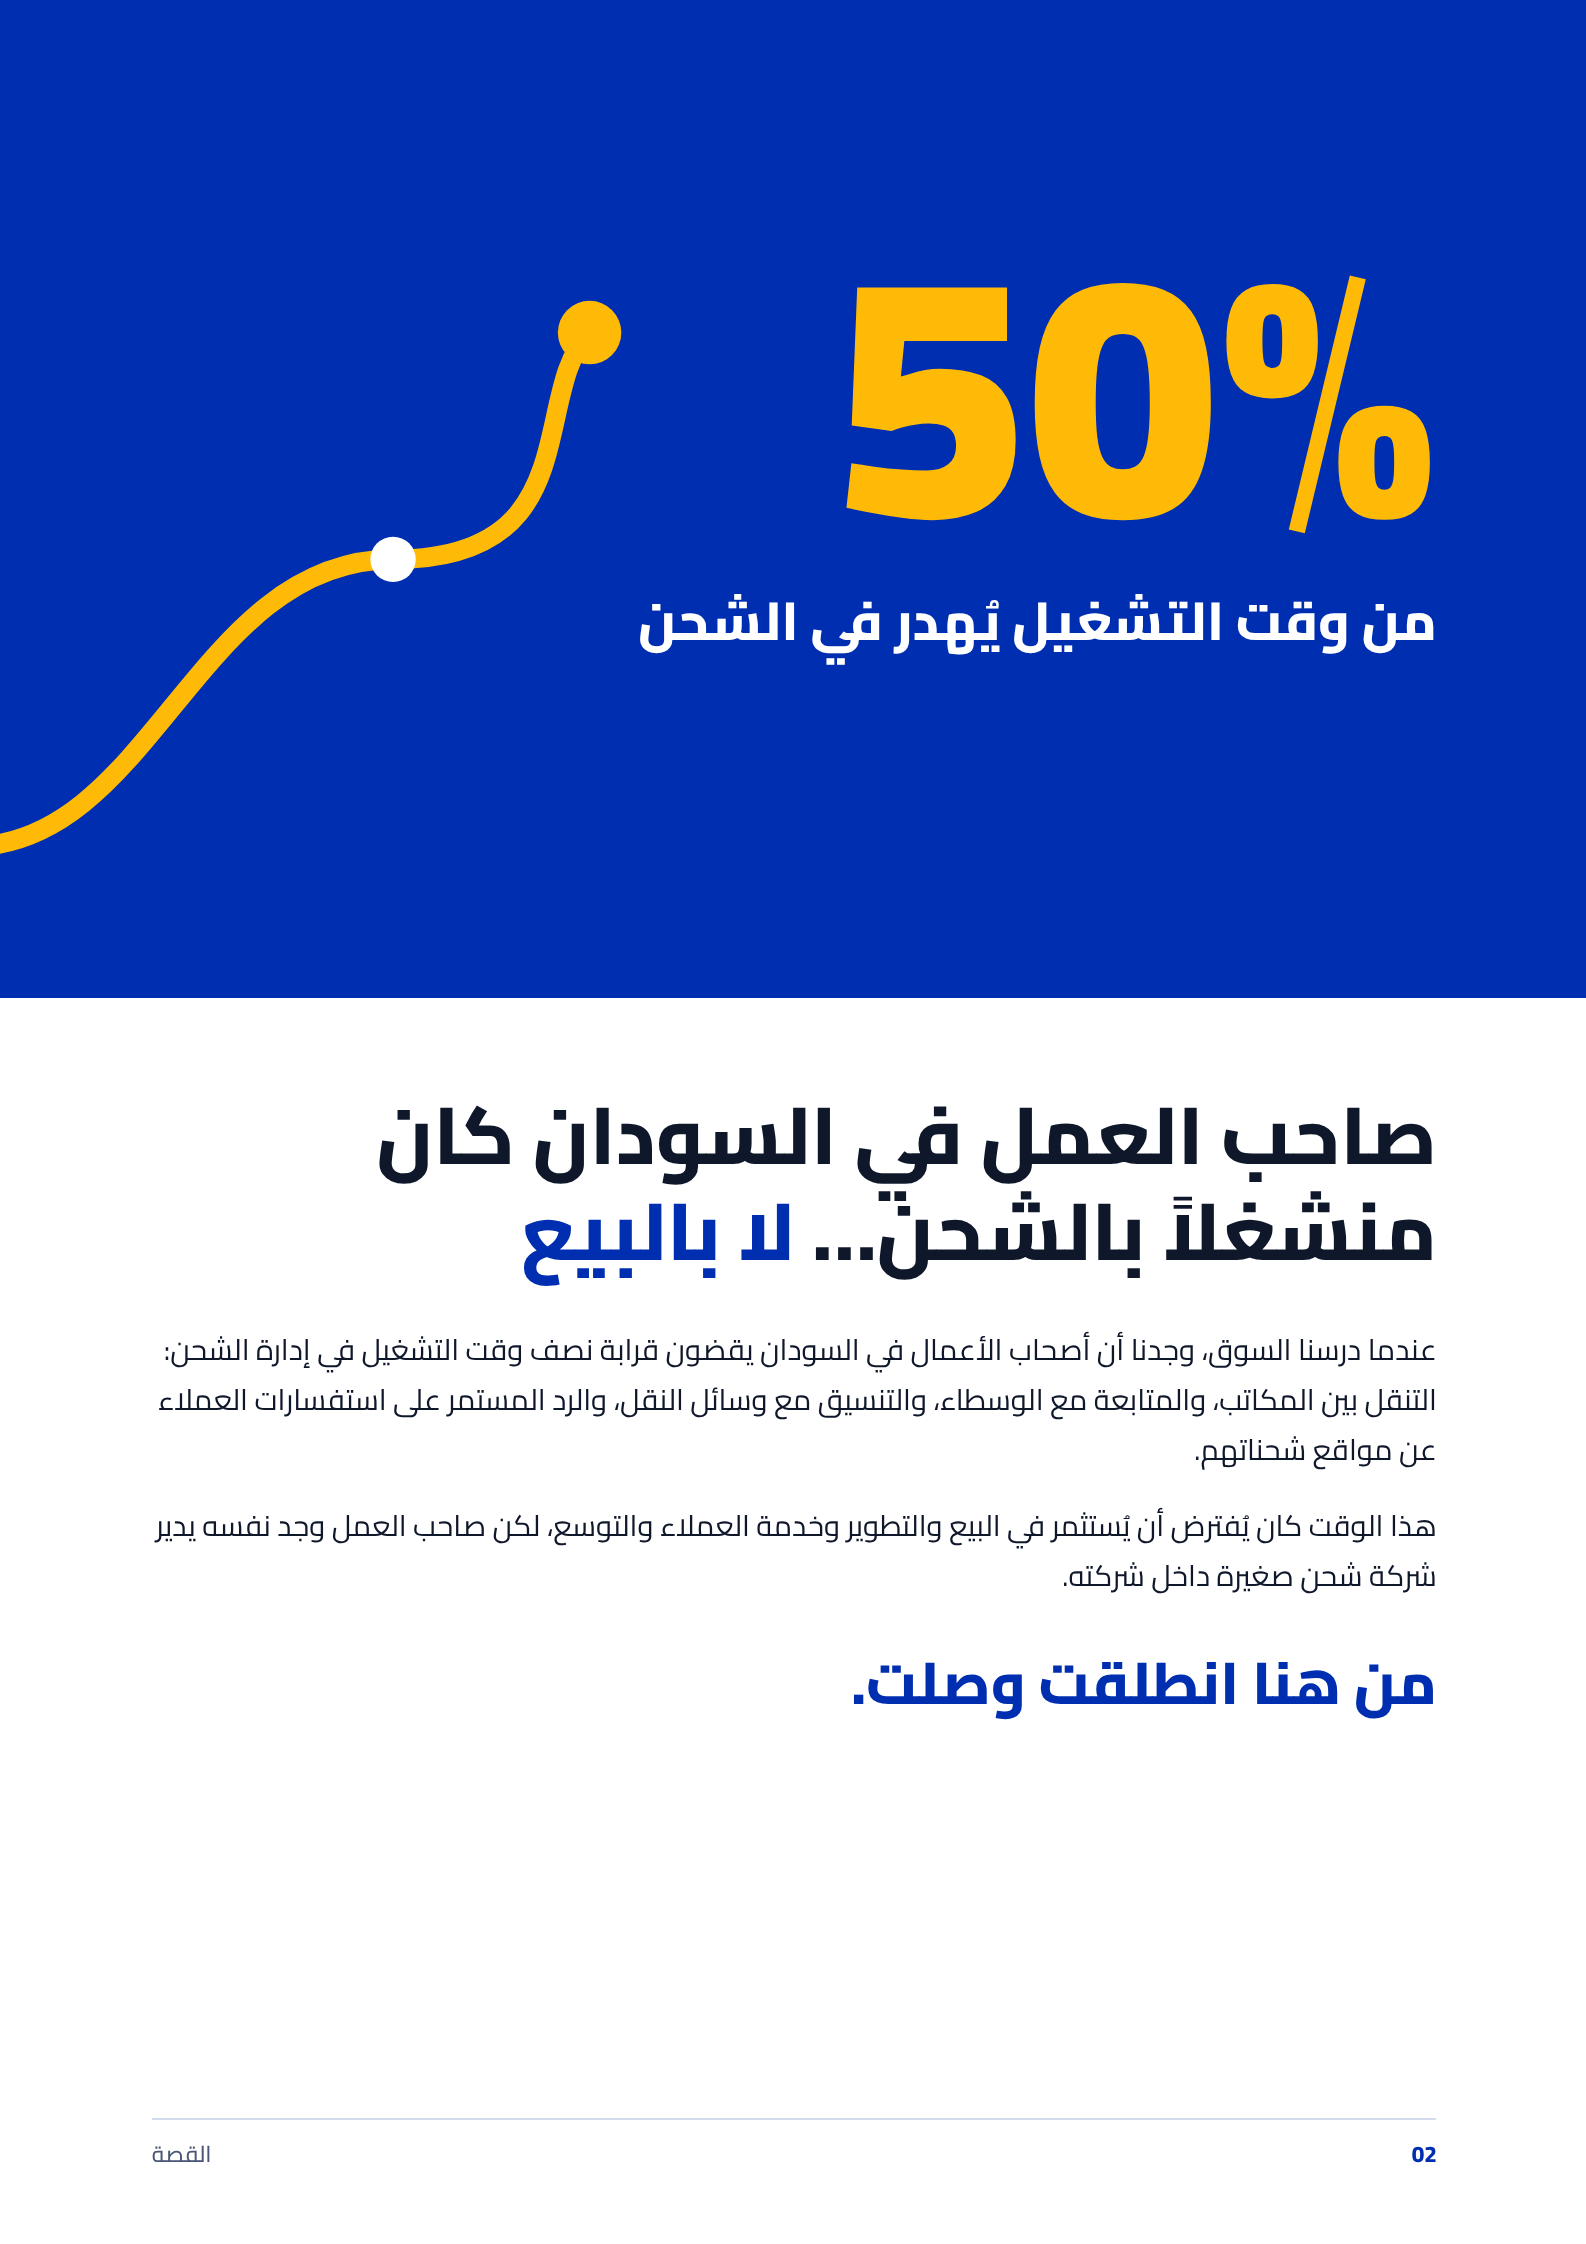 50%
من وقت التشغيل يُهدر في الشحن
صاحب العمل في السودان كان
منشغلاً بالشحن... لا بالبيع
عندما درسنا السوق، وجدنا أن أصحاب الأعمال في السودان يقضون قرابة نصف وقت التشغيل في إدارة الشحن:
التنقل بين المكاتب، والمتابعة مع الوسطاء، والتنسيق مع وسائل النقل، والرد المستمر على استفسارات العملاء
عن مواقع شحناتهم.
هذا الوقت كان يُفترض أن يُستثمر في البيع والتطوير وخدمة العملاء والتوسع، لكن صاحب العمل وجد نفسه يدير
شركة شحن صغيرة داخل شركته.
من هنا انطلقت وصلت.
02
القصة